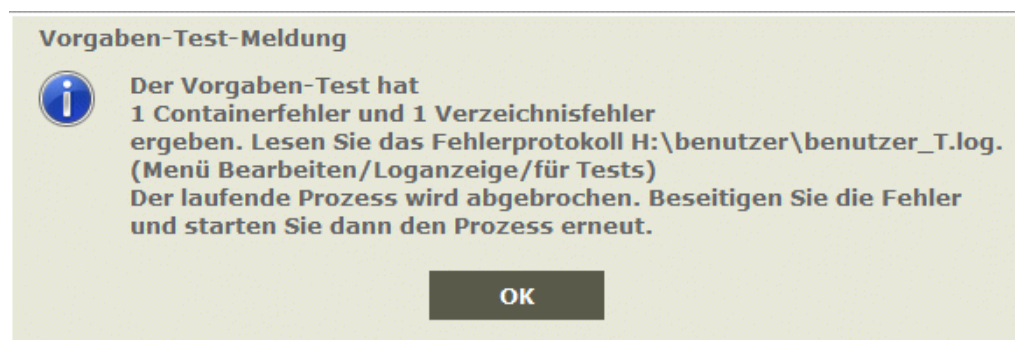 Vorgaben-Test-Meldung
Der Vorgaben-Test hat
1 Containerfehler und 1 Verzeichnisfehler
ergeben. Lesen Sie das Fehlerprotokoll H:\benutzer\benutzer_T.log.
(Menü Bearbeiten/Loganzeige/für Tests)
Der laufende Prozess wird abgebrochen. Beseitigen Sie die Fehler
und starten Sie dann den Prozess erneut.
OK